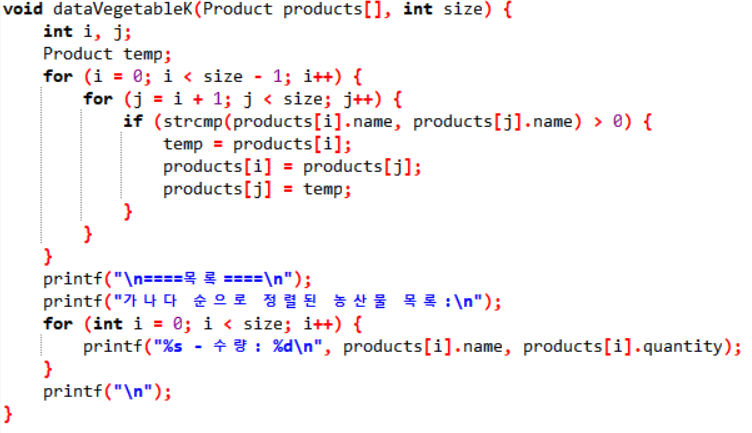 void dataVegetableK(Product products[], int size) {
    int i, j;
    Product temp;
    for (i = 0; i < size - 1; i++) {
        for (j = i + 1; j < size; j++) {
            if (strcmp(products[i].name, products[j].name) > 0) {
                temp = products[i];
                products[i] = products[j];
                products[j] = temp;
            }
        }
    }
    printf("\n====목록====\n");
    printf("가나다 순으로 정렬된 농산물 목록:\n");
    for (int i = 0; i < size; i++) {
        printf("%s - 수량: %d\n", products[i].name, products[i].quantity);
    }
    printf("\n");
}